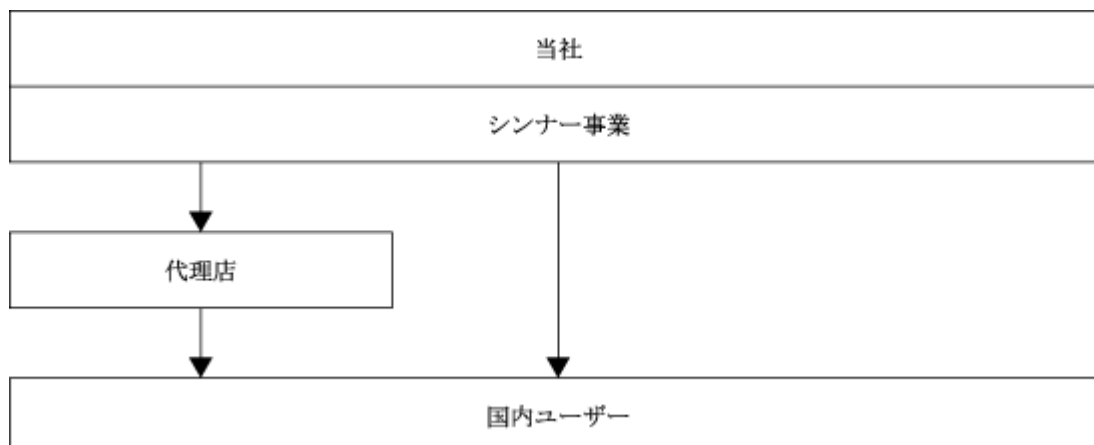 当社
シンナー事業
代理店
国内ユーザー